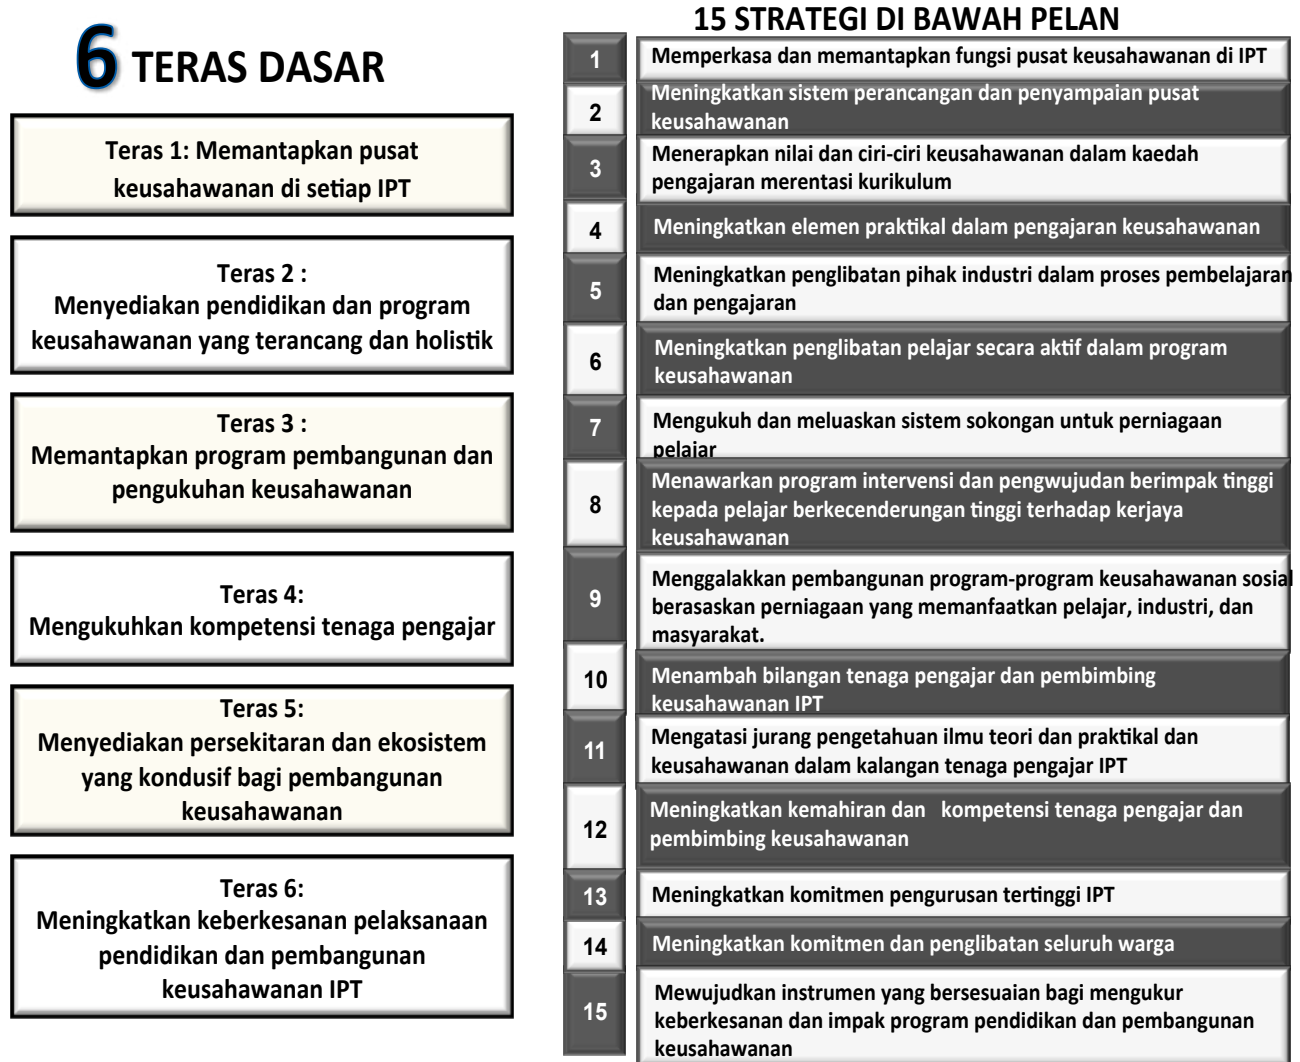 6 TERAS DASAR
Teras 1: Memantapkan pusat
keusahawanan di setiap IPT
Teras 2 :
Menyediakan pendidikan dan program
keusahawanan yang terancang dan holistik
Teras 3 :
Memantapkan program pembangunan dan
pengukuhan keusahawanan
Teras 4:
Mengukuhkan kompetensi tenaga pengajar
Teras 5:
Menyediakan persekitaran dan ekosistem
yang kondusif bagi pembangunan
keusahawanan
Teras 6:
Meningkatkan keberkesanan pelaksanaan
pendidikan dan pembangunan
keusahawanan IPT
15 STRATEGI DI BAWAH PELAN
1 Memperkasa dan memantapkan fungsi pusat keusahawanan di IPT
2 Meningkatkan sistem perancangan dan penyampaian pusat
keusahawanan
3 Menerapkan nilai dan ciri-ciri keusahawanan dalam kaedah
pengajaran merentasi kurikulum
4 Meningkatkan elemen praktikal dalam pengajaran keusahawanan
5 Meningkatkan penglibatan pihak industri dalam proses pembelajaran
dan pengajaran
6 Meningkatkan penglibatan pelajar secara aktif dalam program
keusahawanan
7 Mengukuh dan meluaskan sistem sokongan untuk perniagaan
pelajar
8 Menawarkan program intervensi dan pengwujudan berimpak tinggi
kepada pelajar berkecenderungan tinggi terhadap kerjaya
keusahawanan
9 Menggalakkan pembangunan program-program keusahawanan sosial
berasaskan perniagaan yang memanfaatkan pelajar, industri, dan
masyarakat.
10 Menambah bilangan tenaga pengajar dan pembimbing
keusahawanan IPT
11 Mengatasi jurang pengetahuan ilmu teori dan praktikal dan
keusahawanan dalam kalangan tenaga pengajar IPT
12 Meningkatkan kemahiran dan kompetensi tenaga pengajar dan
pembimbing keusahawanan
13 Meningkatkan komitmen pengurusan tertinggi IPT
14 Meningkatkan komitmen dan penglibatan seluruh warga
15 Mewujudkan instrumen yang bersesuaian bagi mengukur
keberkesanan dan impak program pendidikan dan pembangunan
keusahawanan